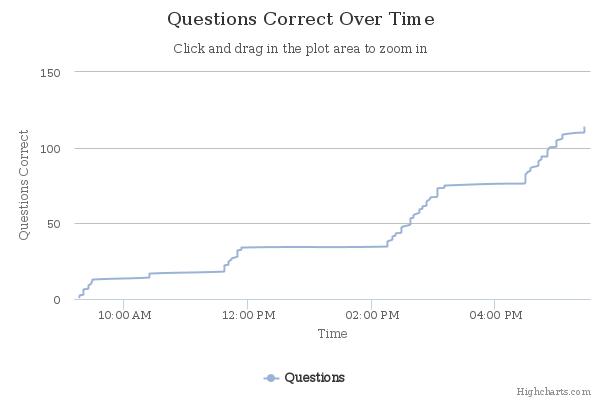 Questions Correct Over Time
Click and drag in the plot area to zoom in
Questions Correct
150
100
50
0
10:00 AM
12:00 PM
02:00 PM
04:00 PM
Time
Questions
Highcharts.com